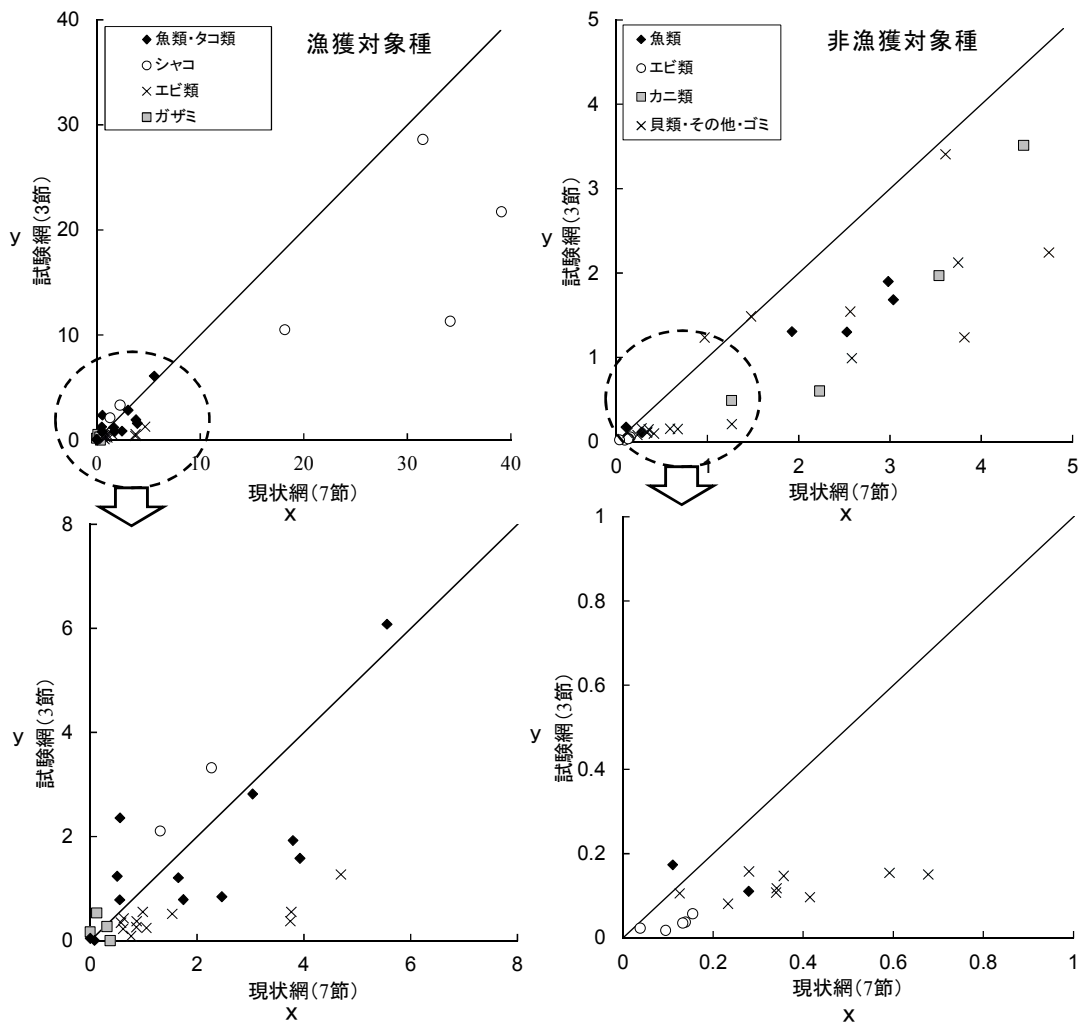 漁獲対象種
魚類・タコ類
シャコ
エビ類
ガザミ
40
30
20
10
0
0
10
20
30
40
y
試験網(3節)
現状網(7節)
x
非漁獲対象種
魚類
エビ類
カニ類
貝類・その他・ゴミ
5
4
3
2
1
0
0
1
2
3
4
5
y
試験網(3節)
現状網(7節)
x
8
6
4
2
0
0
2
4
6
8
y
試験網(3節)
現状網(7節)
x
1
0.8
0.6
0.4
0.2
0
0
0.2
0.4
0.6
0.8
1
y
試験網(3節)
現状網(7節)
x